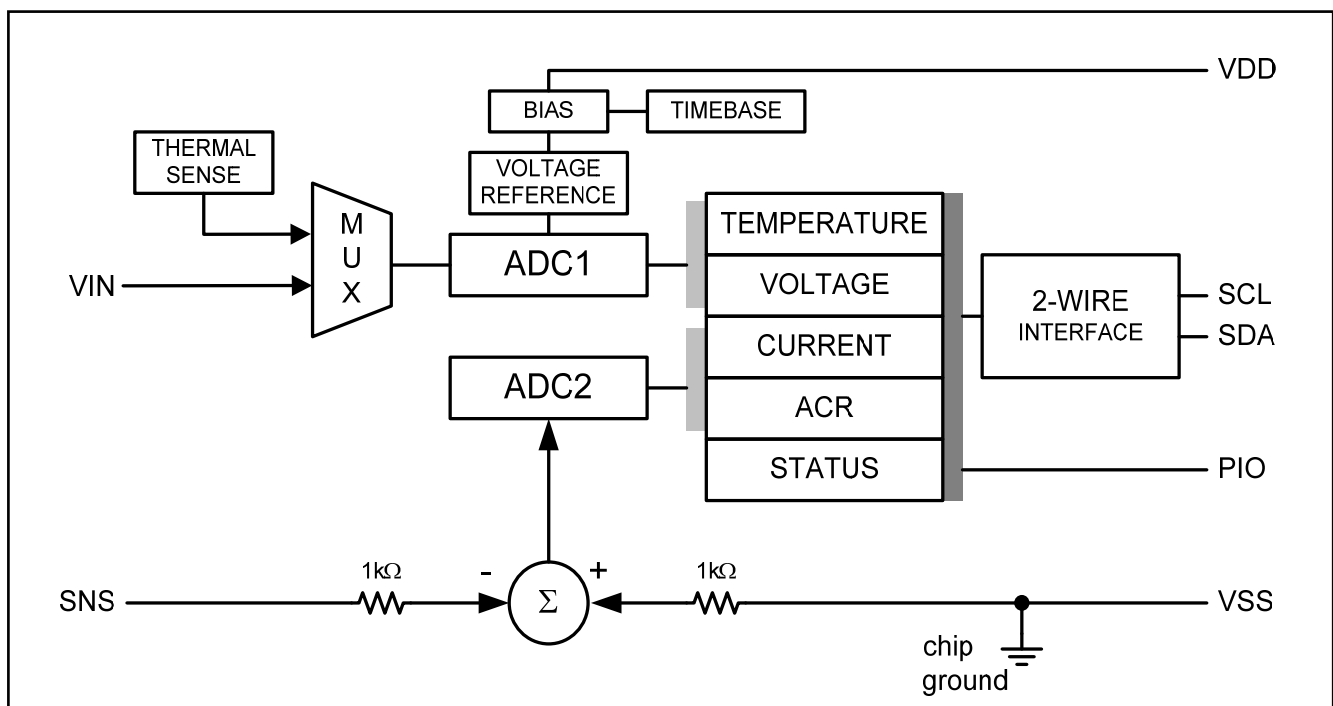 VDD
BIAS
TIMEBASE
THERMAL
SENSE
VOLTAGE
REFERENCE
M
U
X
ADC1
TEMPERATURE
VOLTAGE
CURRENT
ACR
STATUS
VIN
2-WIRE
INTERFACE
SCL
SDA
ADC2
PIO
1kΩ
-
+
1kΩ
SNS
Σ
VSS
chip
ground